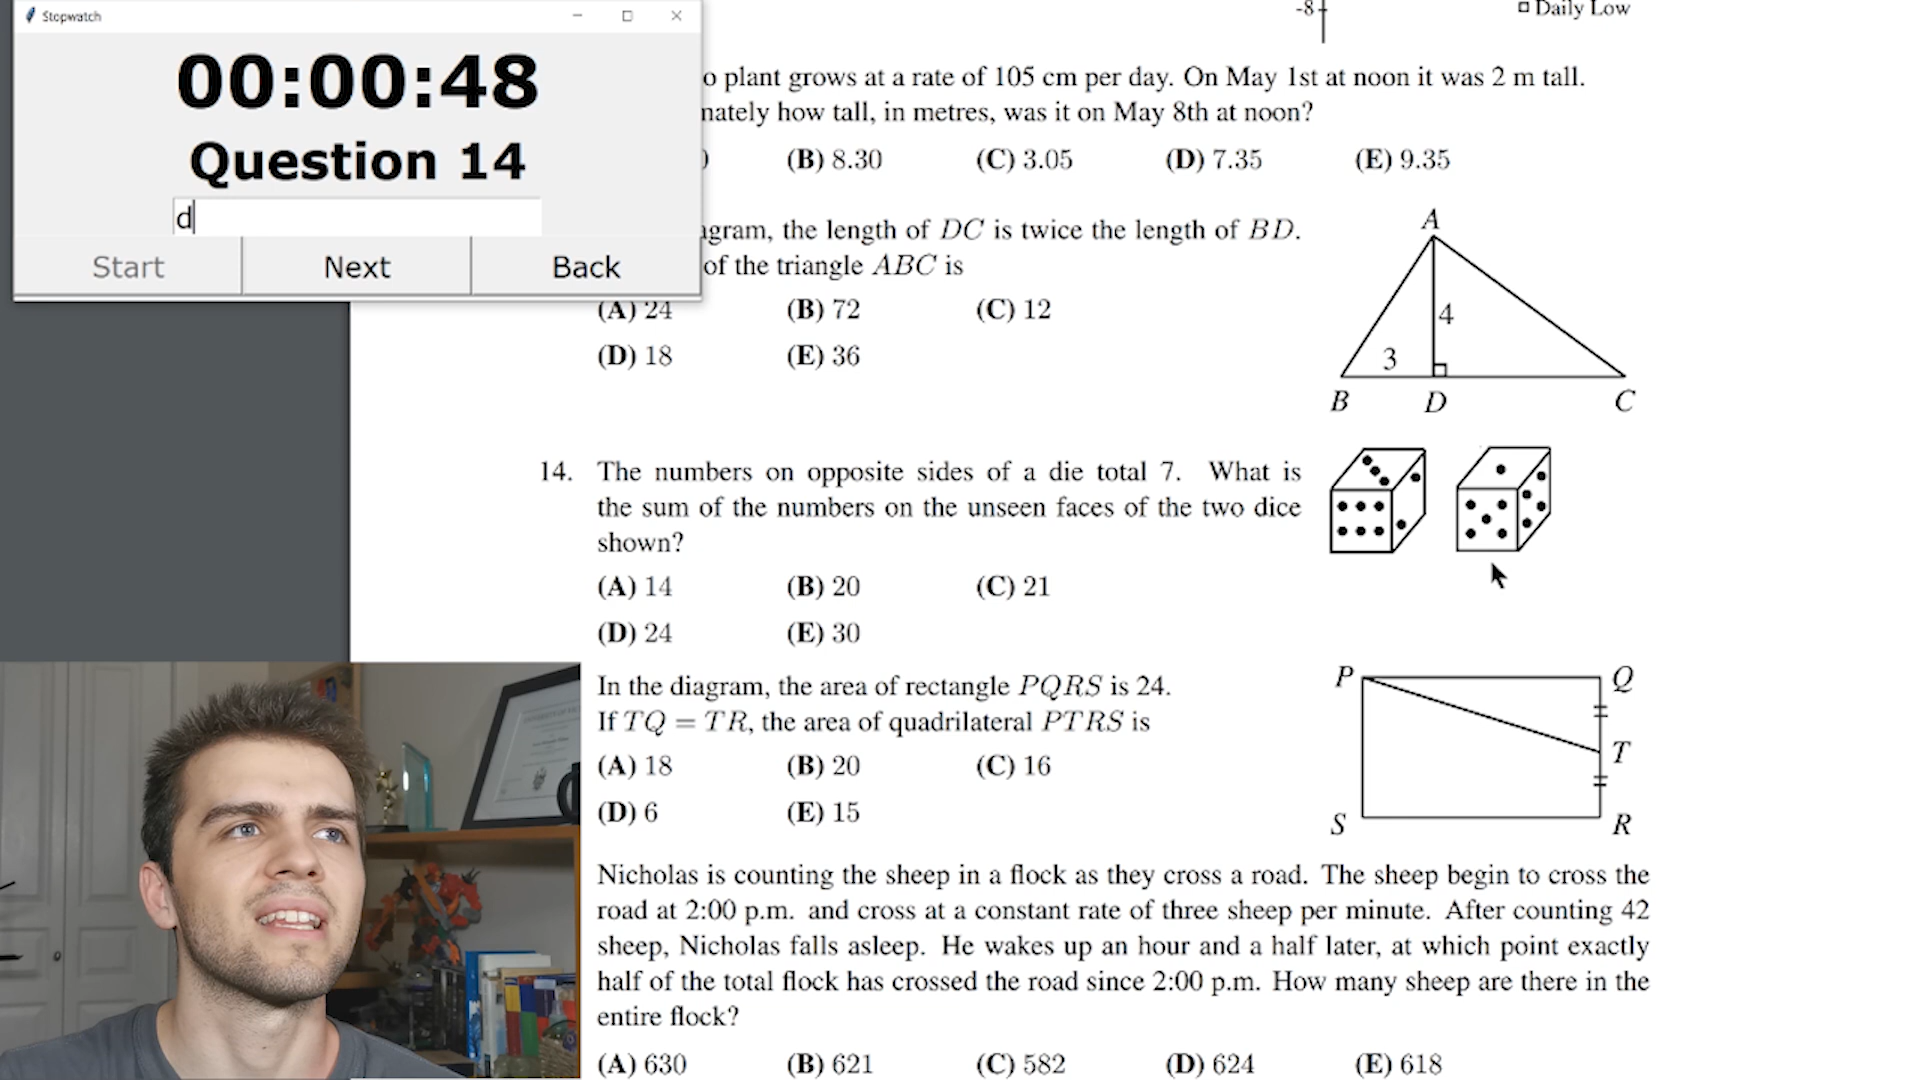 Stopwatch
00:00:48
Question 14
d
Start Next Back
-8
Daily Low
o plant grows at a rate of 105 cm per day. On May 1st at noon it was 2 m tall.
nately how tall, in metres, was it on May 8th at noon?
(B) 8.30 (C) 3.05 (D) 7.35 (E) 9.35
agram, the length of DC is twice the length of BD.
of the triangle ABC is
(A) 24 (B) 72 (C) 12
(D) 18 (E) 36
A
4
3
B D C
14. The numbers on opposite sides of a die total 7. What is
the sum of the numbers on the unseen faces of the two dice
shown?
(A) 14 (B) 20 (C) 21
(D) 24 (E) 30
In the diagram, the area of rectangle PQRS is 24.
If TQ = TR, the area of quadrilateral PTRS is
(A) 18 (B) 20 (C) 16
(D) 6 (E) 15
P Q
T
S R
Nicholas is counting the sheep in a flock as they cross a road. The sheep begin to cross the
road at 2:00 p.m. and cross at a constant rate of three sheep per minute. After counting 42
sheep, Nicholas falls asleep. He wakes up an hour and a half later, at which point exactly
half of the total flock has crossed the road since 2:00 p.m. How many sheep are there in the
entire flock?
(A) 630 (B) 621 (C) 582 (D) 624 (E) 618